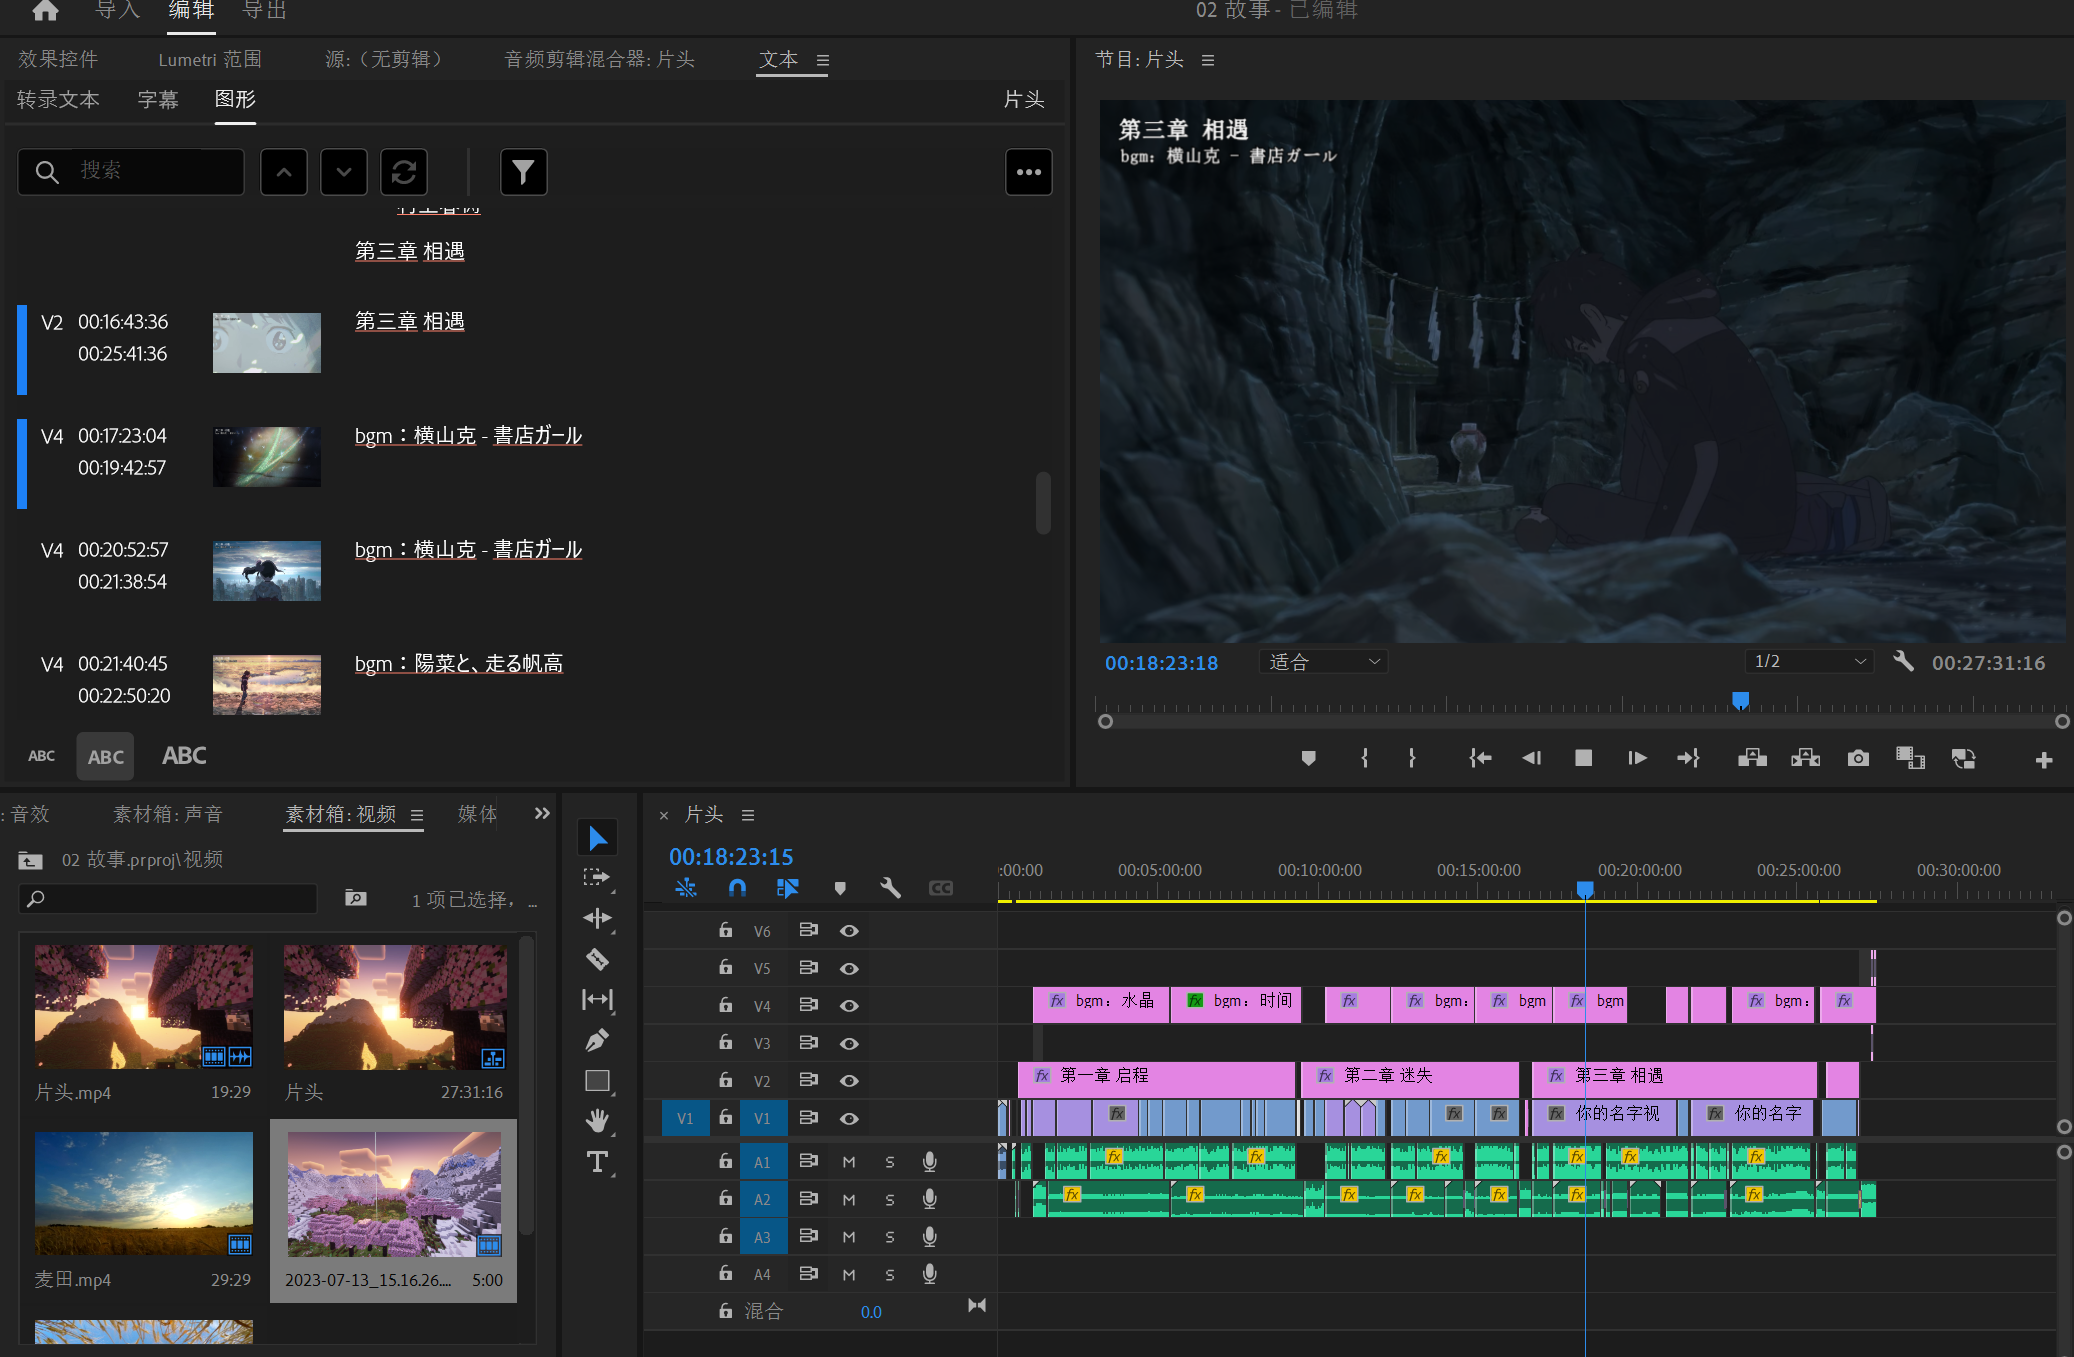 导入 编辑 导出
02 故事 - 已编辑
效果控件 Lumetri 范围 源:（无剪辑） 音频剪辑混合器: 片头 文本
转录文本 字幕 图形 片头
搜索
第三章 相遇
V2 00:16:43:36 第三章 相遇
00:25:41:36
V4 00:17:23:04 bgm：横山克 - 書店ガール
00:19:42:57
V4 00:20:52:57 bgm：横山克 - 書店ガール
00:21:38:54
V4 00:21:40:45 bgm：陽菜と、走る帆高
00:22:50:20
ABC ABC ABC
节目: 片头
第三章 相遇
bgm：横山克 - 書店ガール
00:18:23:18 适合 1/2 00:27:31:16
: 音效 素材箱: 声音 素材箱: 视频 媒体
02 故事.prproj\视频
1 项已选择，...
片头.mp4 19:29
片头 27:31:16
麦田.mp4 29:29
2023-07-13_15.16.26.... 5:00
× 片头
00:18:23:15
:00:00 00:05:00:00 00:10:00:00 00:15:00:00 00:20:00:00 00:25:00:00 00:30:00:00
CC
V6
V5
V4 fx bgm：水晶 fx bgm：时间 fx fx bgm： fx bgm fx bgm fx bgm： fx
V3
V2 fx 第一章 启程 fx 第二章 迷失 fx 第三章 相遇
V1 V1 fx fx fx fx 你的名字视 fx 你的名字
A1 M S fx fx fx fx fx fx
A2 M S fx fx fx fx fx fx fx
A3 M S
A4 M S
混合 0.0